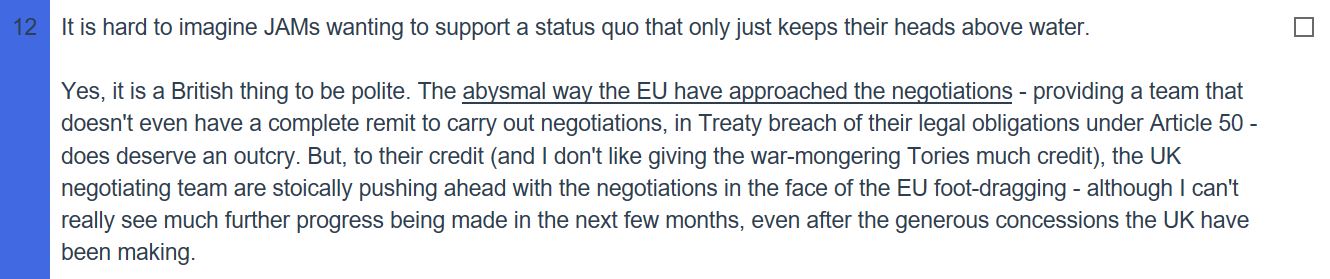 12 It is hard to imagine JAMs wanting to support a status quo that only just keeps their heads above water.
Yes, it is a British thing to be polite. The abysmal way the EU have approached the negotiations - providing a team that
doesn't even have a complete remit to carry out negotiations, in Treaty breach of their legal obligations under Article 50 -
does deserve an outcry. But, to their credit (and I don't like giving the war-mongering Tories much credit), the UK
negotiating team are stoically pushing ahead with the negotiations in the face of the EU foot-dragging - although I can't
really see much further progress being made in the next few months, even after the generous concessions the UK have
been making.